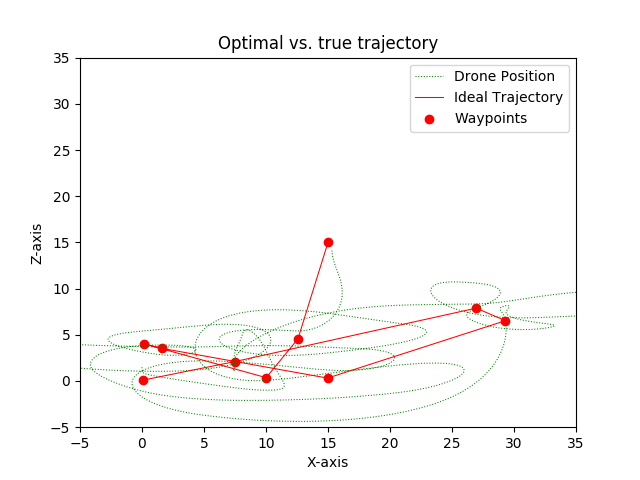 Optimal vs. true trajectory
Drone Position
Ideal Trajectory
Waypoints
35
30
25
20
15
10
5
0
−5
Z-axis
−5 0 5 10 15 20 25 30 35
X-axis